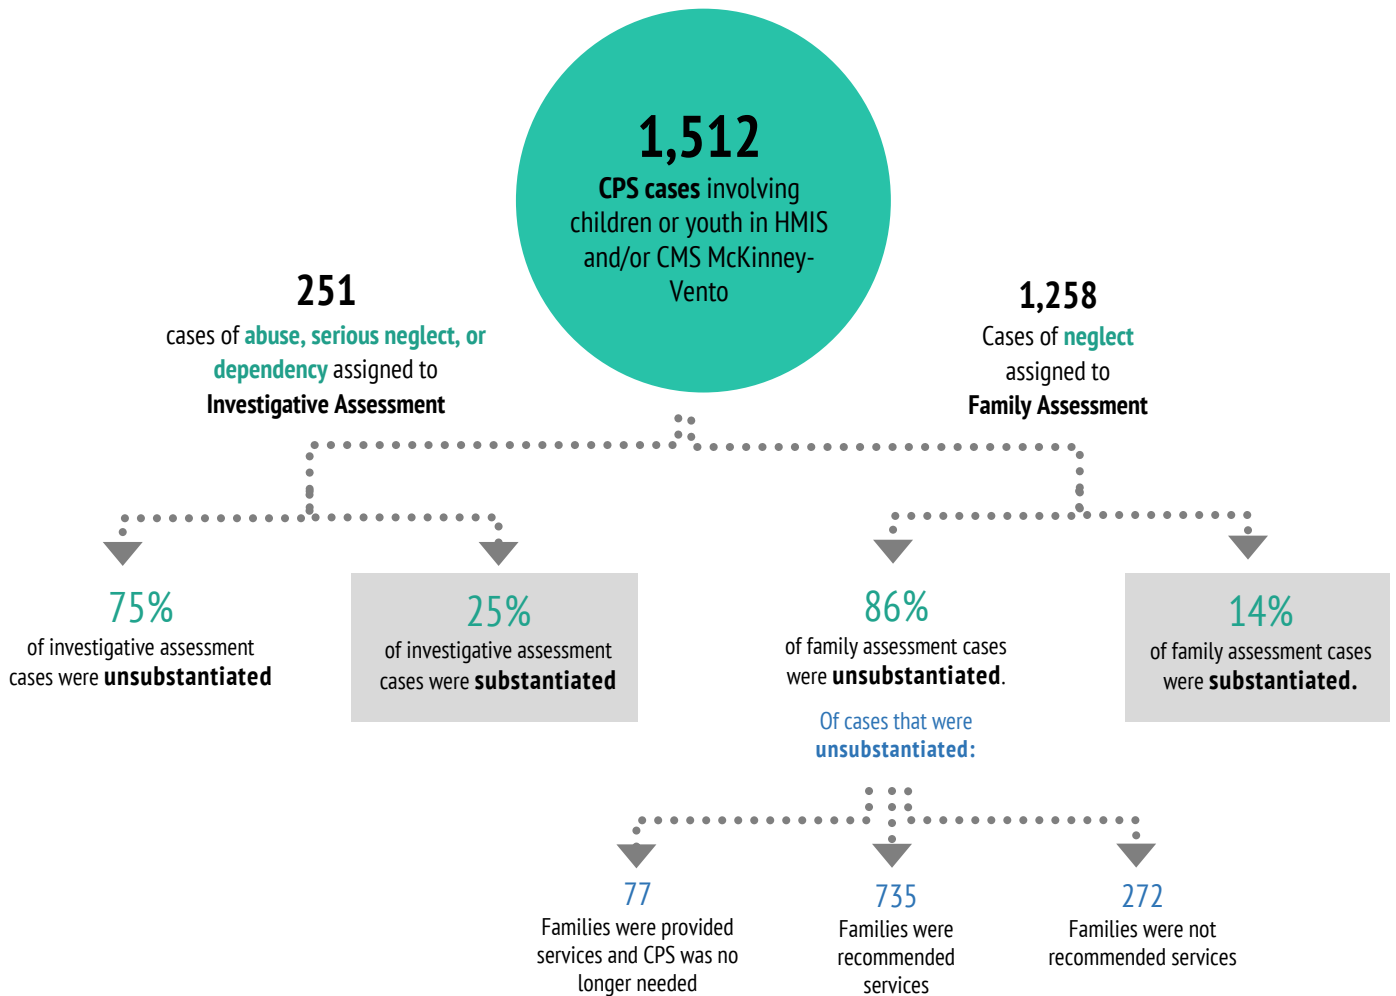 1,512
CPS cases involving
children or youth in HMIS
and/or CMS McKinney-
Vento
251
cases of abuse, serious neglect, or
dependency assigned to
Investigative Assessment
1,258
Cases of neglect
assigned to
Family Assessment
75%
of investigative assessment
cases were unsubstantiated
25%
of investigative assessment
cases were substantiated
86%
of family assessment cases
were unsubstantiated.
Of cases that were
unsubstantiated:
14%
of family assessment cases
were substantiated.
77
Families were provided
services and CPS was no
longer needed
735
Families were
recommended
services
272
Families were not
recommended services